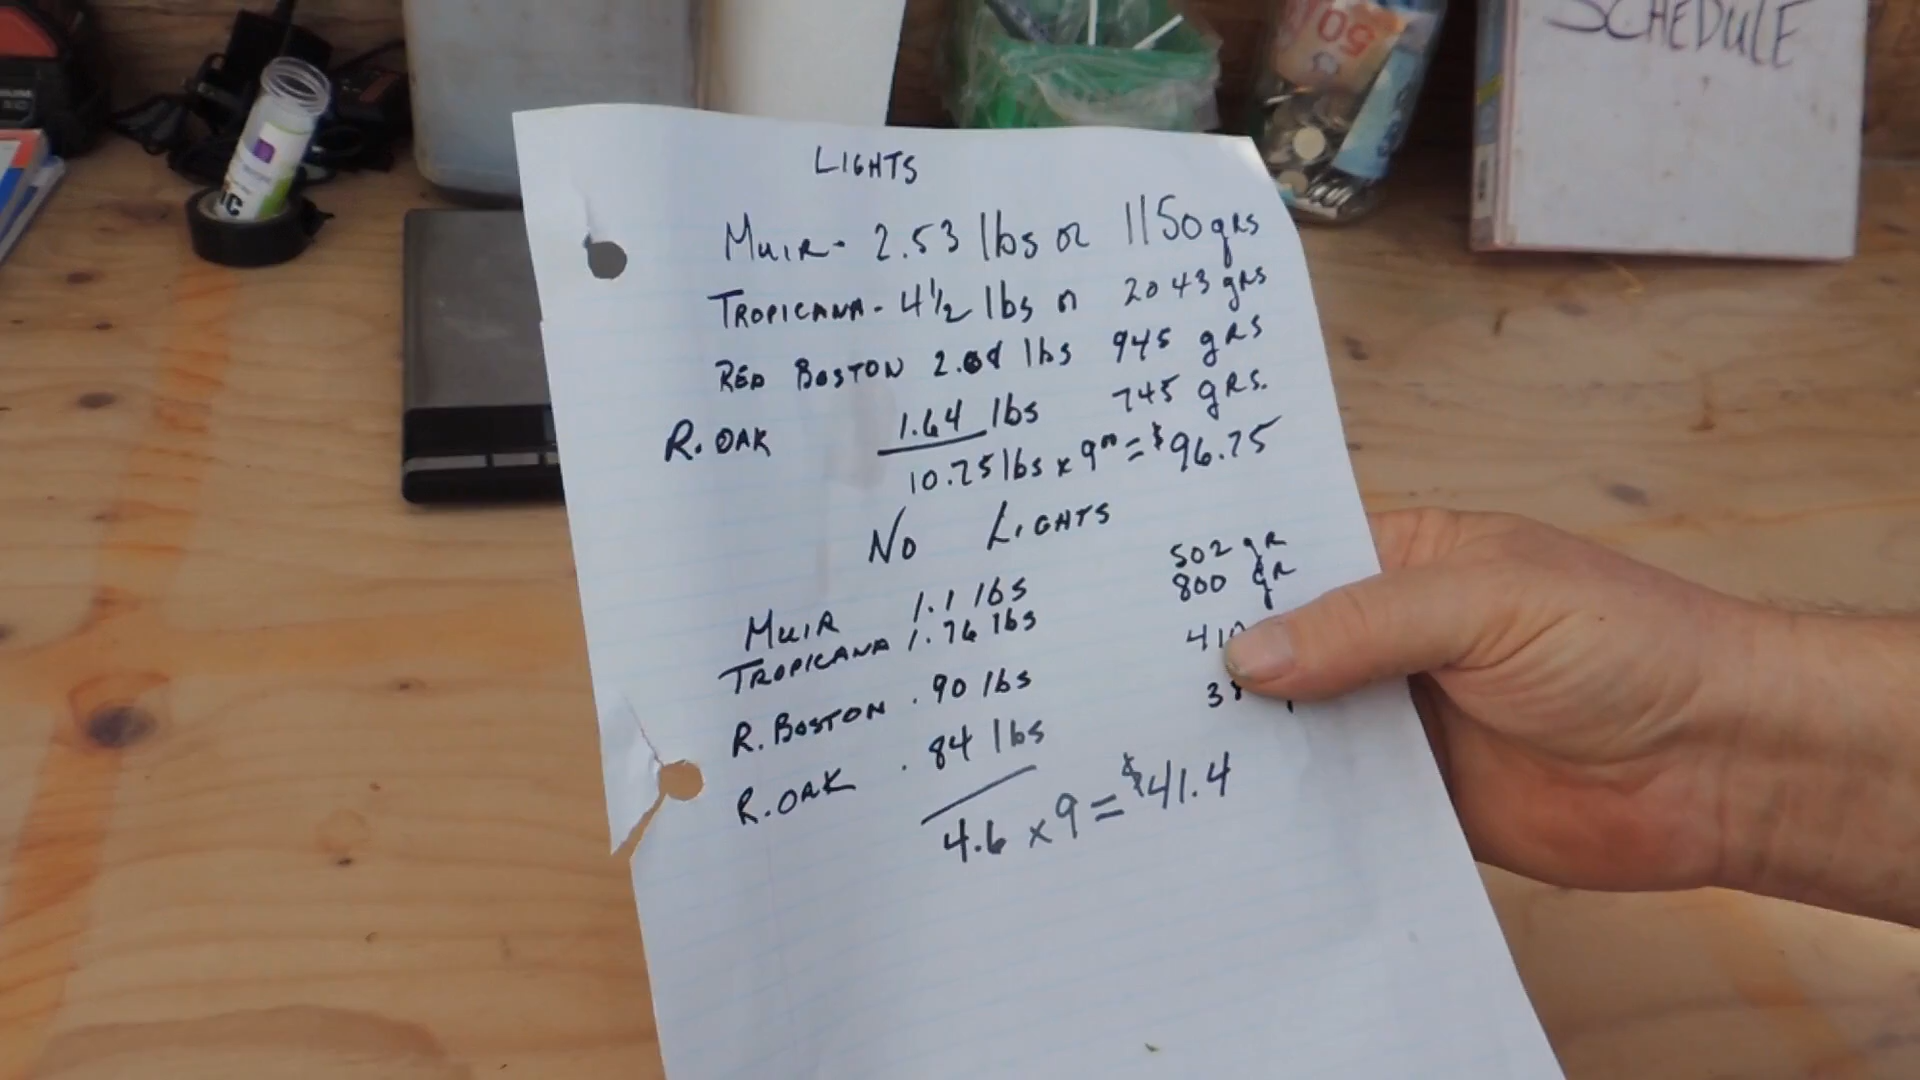 SCHEDULE
50
LIGHTS
MUIR - 2.53 lbs or 1150 grs
TROPICANA - 4½ lbs or 2043 grs
RED BOSTON 2.08 lbs 945 grs
R. OAK 1.64 lbs 745 grs.
10.75 lbs x 9⁰⁰ = $96.75
NO LIGHTS
MUIR 1.1 lbs 502 gr
TROPICANA 1.76 lbs 800 gr
R. BOSTON .90 lbs
R. OAK .84 lbs
4.6 x 9 = $41.4